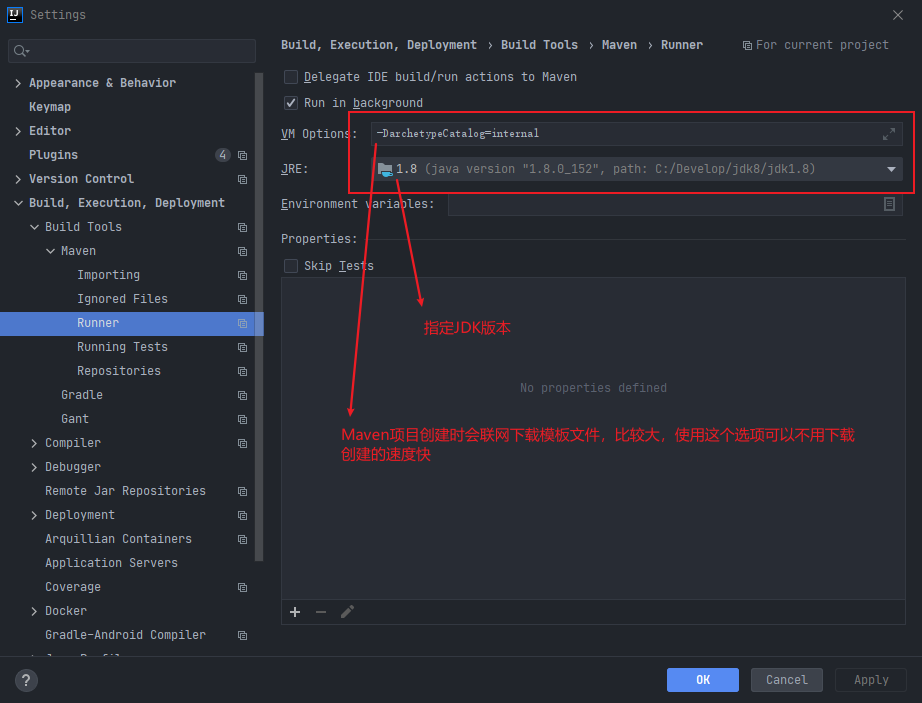 Settings
Build, Execution, Deployment › Build Tools › Maven › Runner
For current project
Appearance & Behavior
Keymap
Editor
Plugins
4
Version Control
Build, Execution, Deployment
Build Tools
Maven
Importing
Ignored Files
Runner
Running Tests
Repositories
Gradle
Gant
Compiler
Debugger
Remote Jar Repositories
Deployment
Arquillian Containers
Application Servers
Coverage
Docker
Gradle-Android Compiler
Delegate IDE build/run actions to Maven
Run in background
VM Options: -DarchetypeCatalog=internal
JRE: 1.8 (java version "1.8.0_152", path: C:/Develop/jdk8/jdk1.8)
Environment variables:
Properties:
Skip Tests
指定JDK版本
No properties defined
Maven项目创建时会联网下载模板文件，比较大，使用这个选项可以不用下载
创建的速度快
?
OK
Cancel
Apply